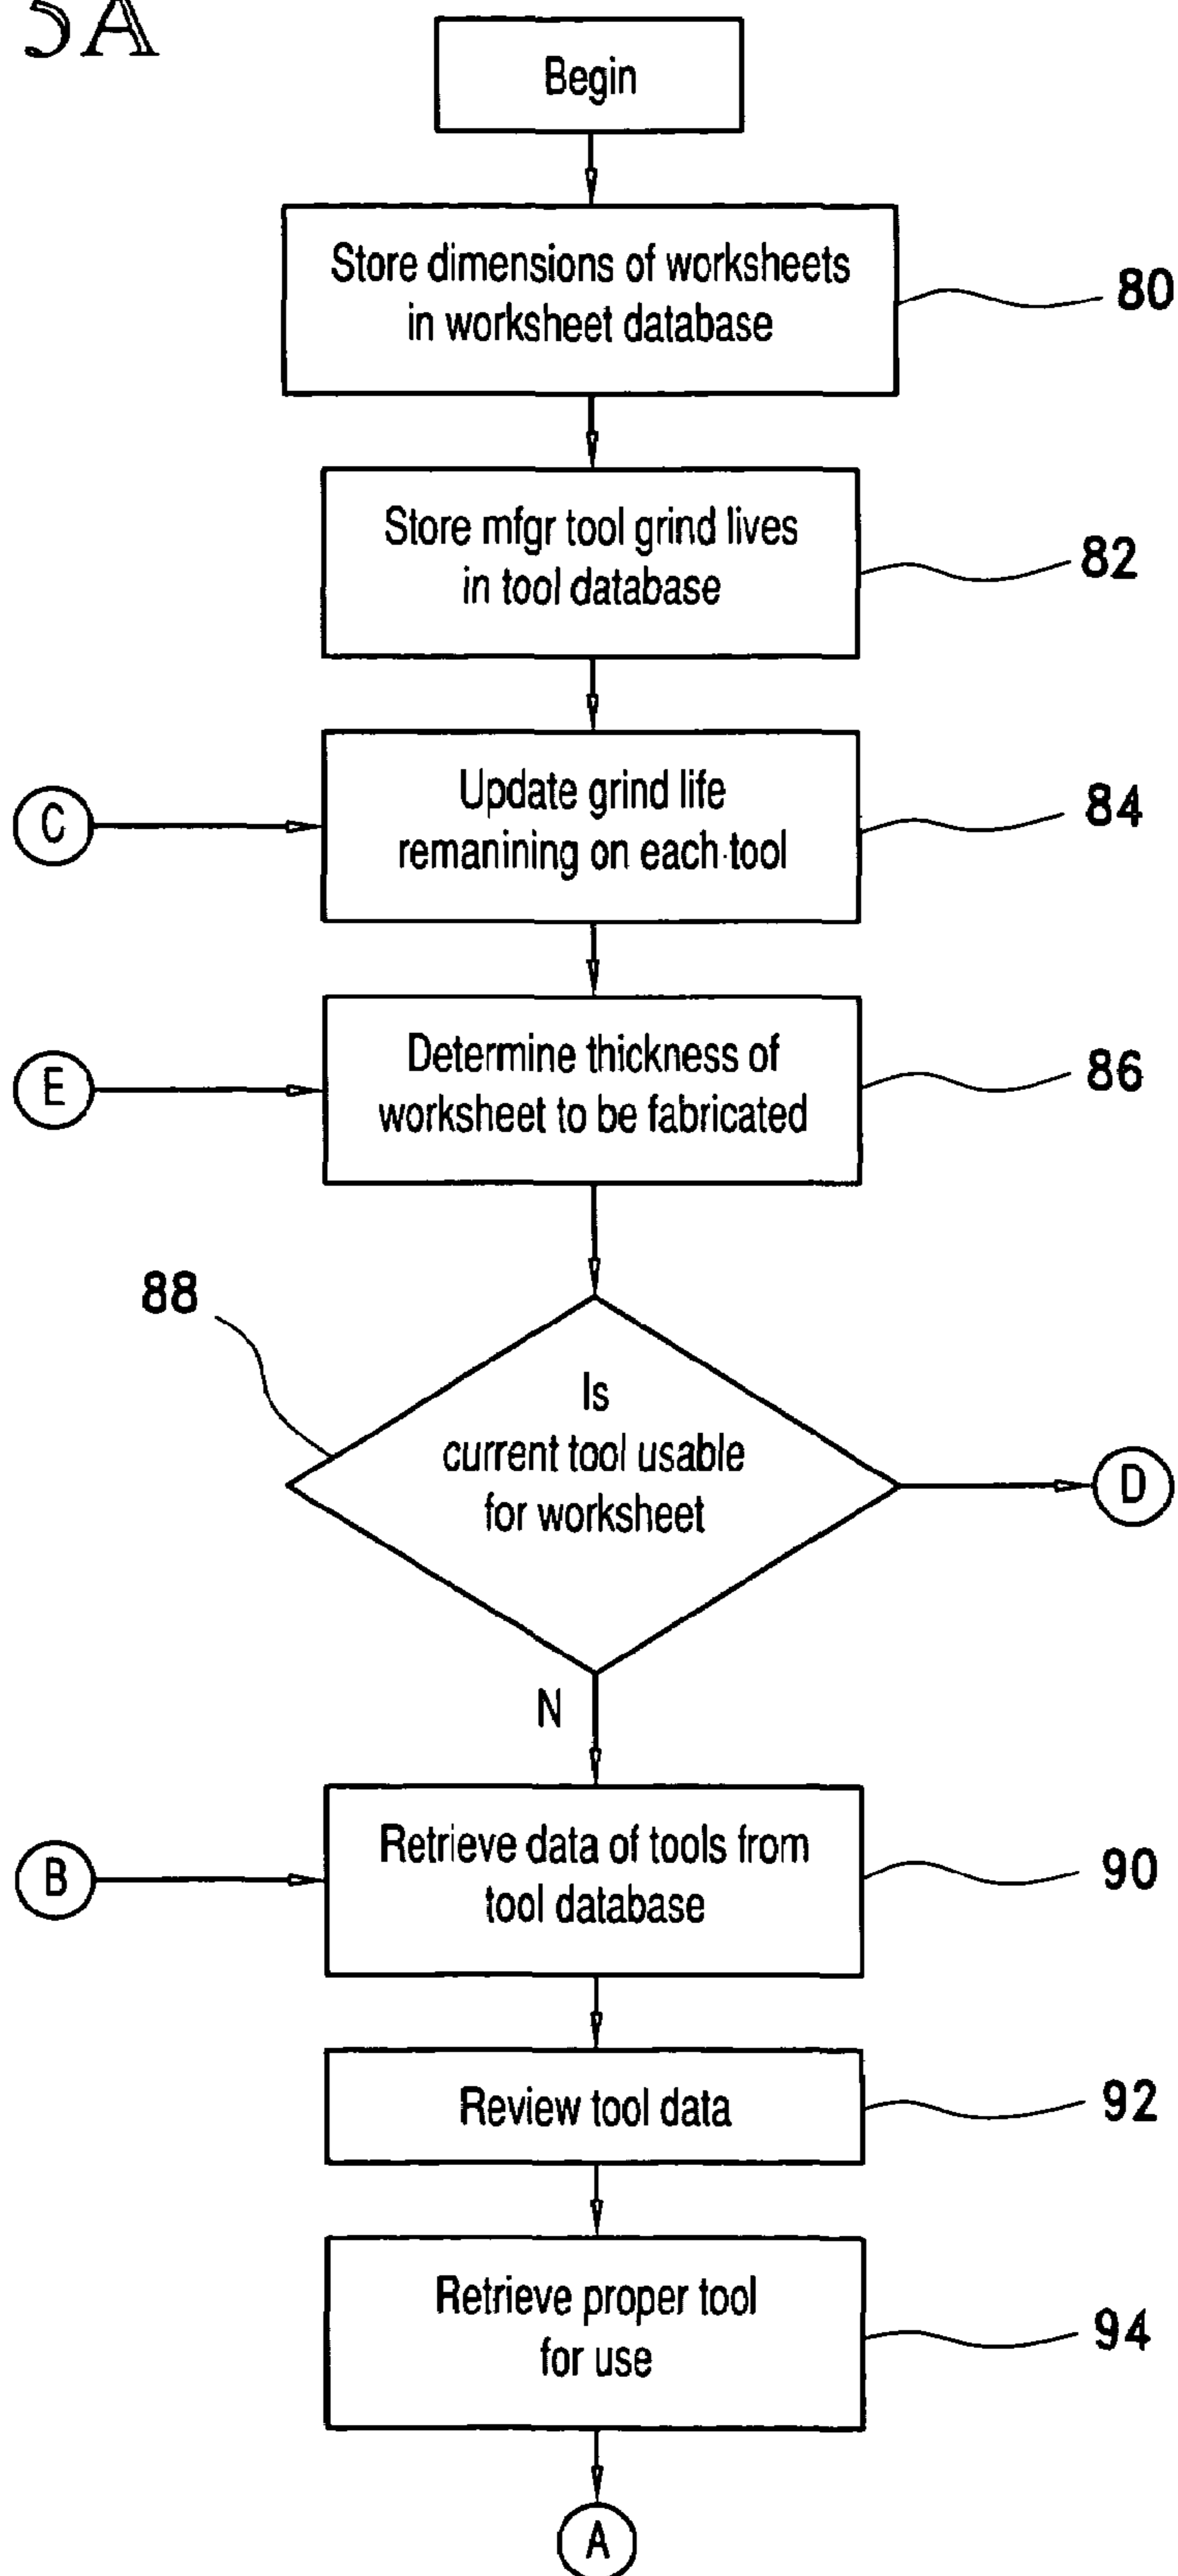 5A
Begin
Store dimensions of worksheets
in worksheet database
80
Store mfgr tool grind lives
in tool database
82
Update grind life
remanining on each tool
84
C
Determine thickness of
worksheet to be fabricated
86
E
88
Is
current tool usable
for worksheet
D
N
Retrieve data of tools from
tool database
90
B
Review tool data
92
Retrieve proper tool
for use
94
A